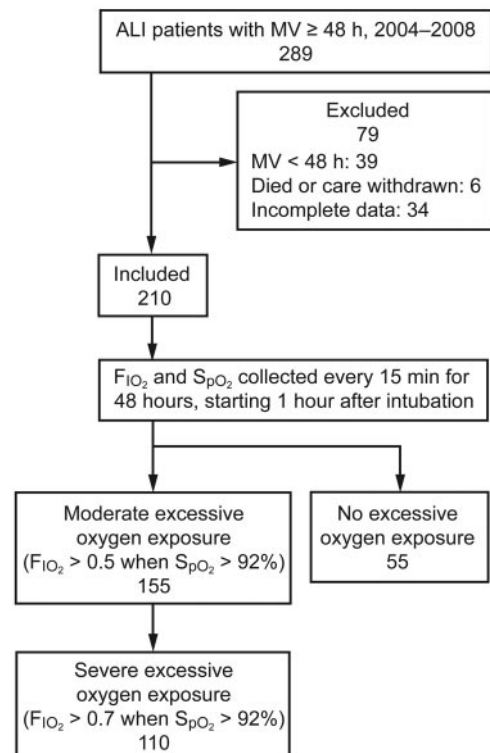 ALI patients with MV ≥ 48 h, 2004–2008
289
Excluded
79
MV < 48 h: 39
Died or care withdrawn: 6
Incomplete data: 34
Included
210
FIO₂ and SpO₂ collected every 15 min for
48 hours, starting 1 hour after intubation
Moderate excessive
oxygen exposure
(FIO₂ > 0.5 when SpO₂ > 92%)
155
No excessive
oxygen exposure
55
Severe excessive
oxygen exposure
(FIO₂ > 0.7 when SpO₂ > 92%)
110